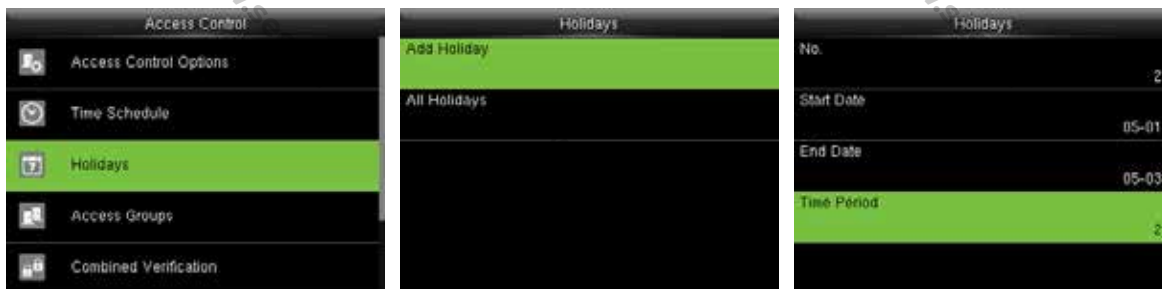 Access Control
Access Control Options
Time Schedule
Holidays
Access Groups
Combined Verification
Holidays
Add Holiday
All Holidays
Holidays
No.
2
Start Date
05-01
End Date
05-03
Time Period
2